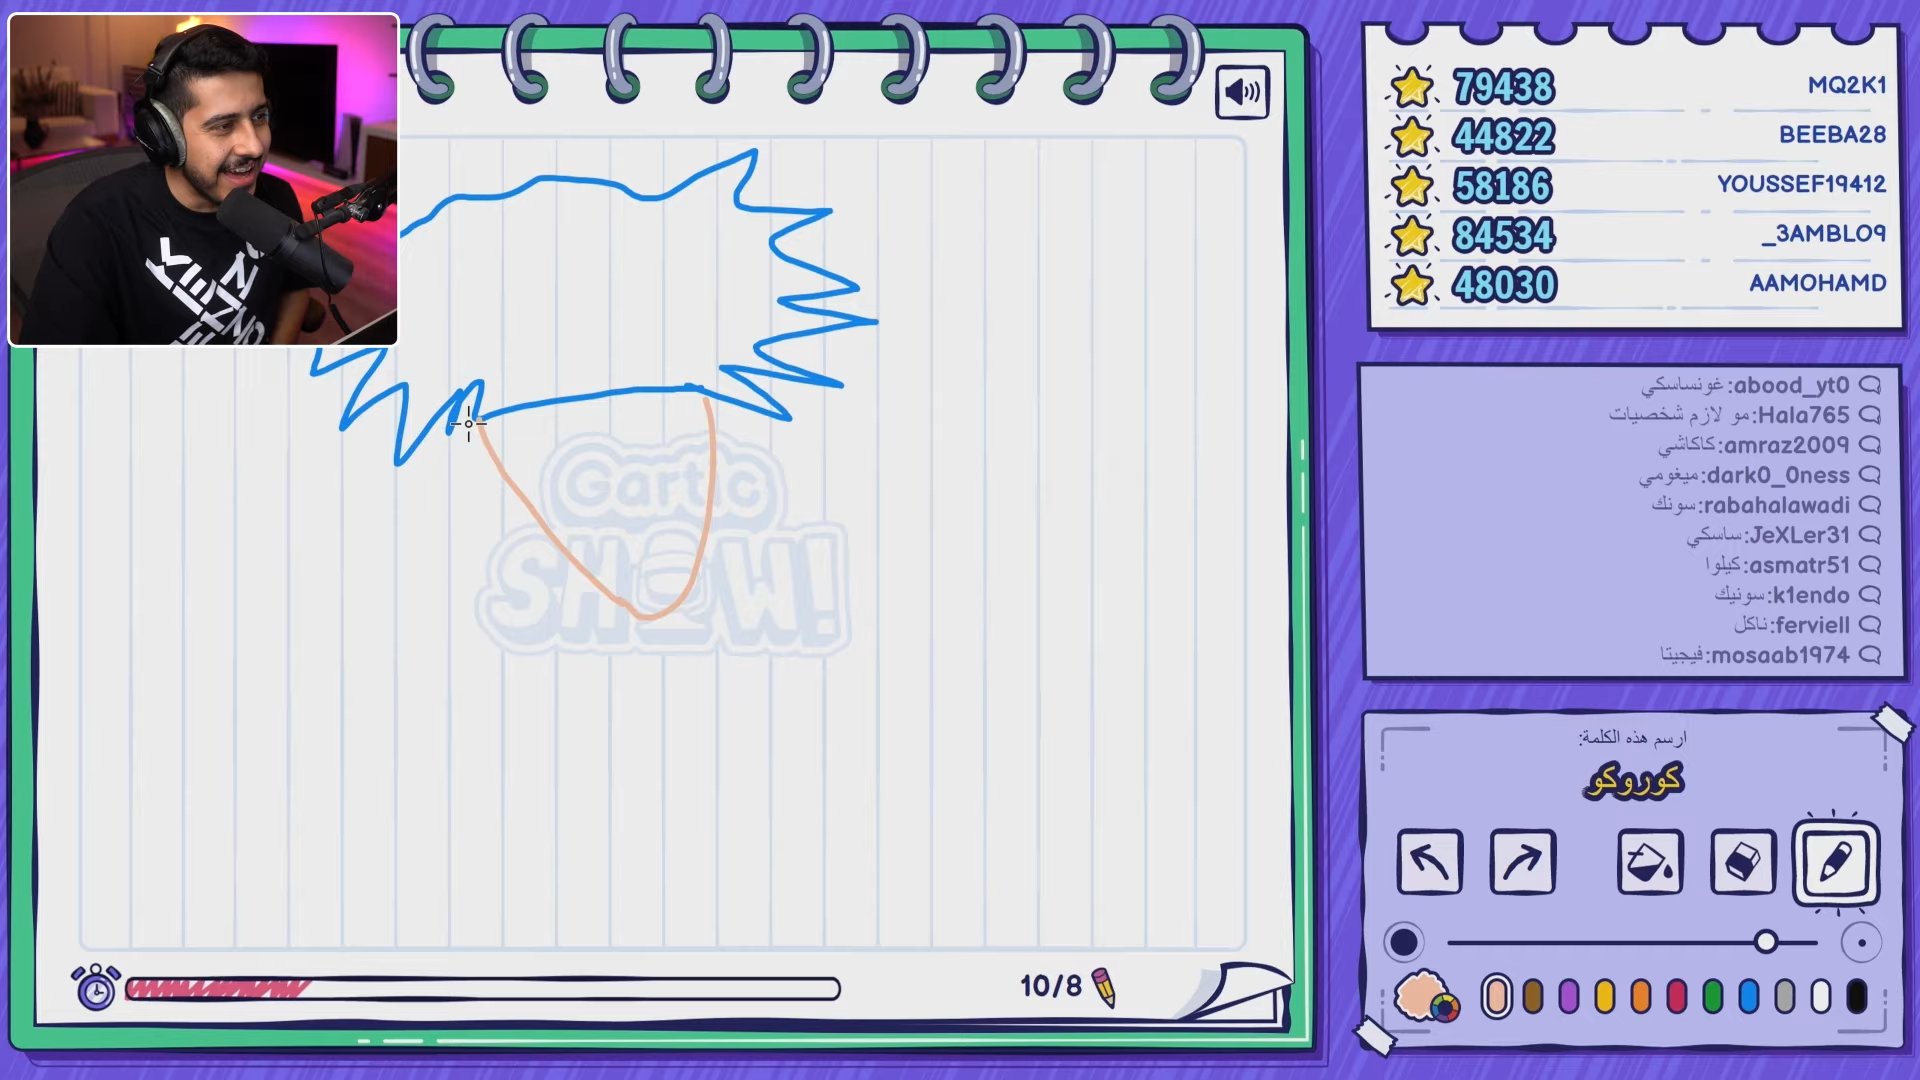 79438 MQ2K1
44822 BEEBA28
58186 YOUSSEF19412
84534 _3AMBLO9
48030 AAMOHAMD
Gartic
SHOW!
abood_yt0:غونساسكي
Hala765:مو لازم شخصيات
amraz2009:كاكاشي
dark0_0ness:ميغومي
rabahalawadi:سونك
JeXLer31:ساسكي
asmatr51:كيلوا
k1endo:سونيك
ferviell:ناكل
mosaab1974:فيجيتا
ارسم هذه الكلمة:
كوروكو
10/8